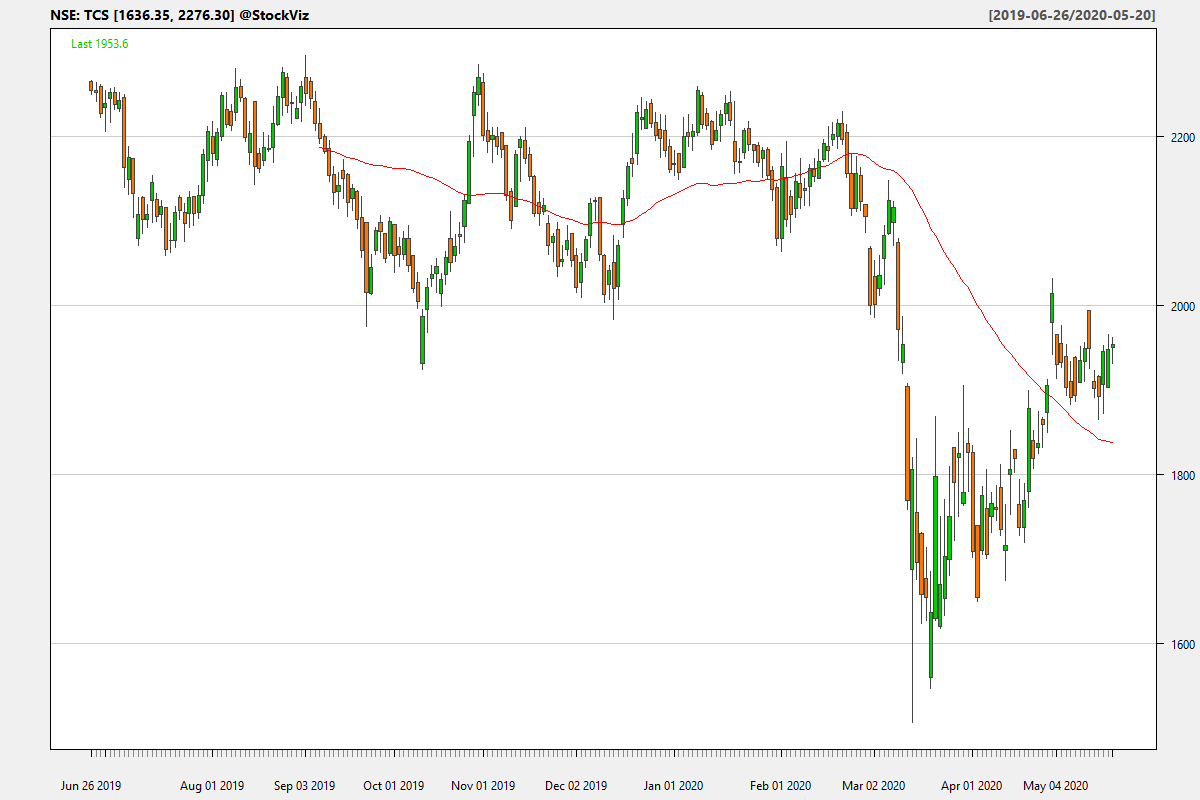 NSE: TCS [1636.35, 2276.30] @StockViz
[2019-06-26/2020-05-20]
Last 1953.6
2200
2000
1800
1600
Jun 26 2019
Aug 01 2019
Sep 03 2019
Oct 01 2019
Nov 01 2019
Dec 02 2019
Jan 01 2020
Feb 01 2020
Mar 02 2020
Apr 01 2020
May 04 2020